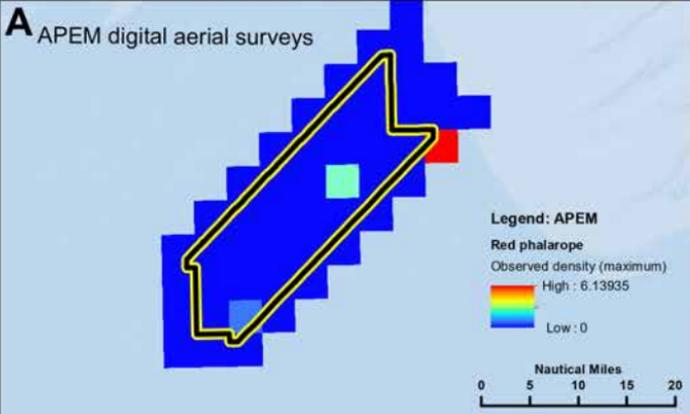 A APEM digital aerial surveys
Legend: APEM
Red phalarope
Observed density (maximum)
High : 6.13935
Low : 0
Nautical Miles
0 5 10 15 20